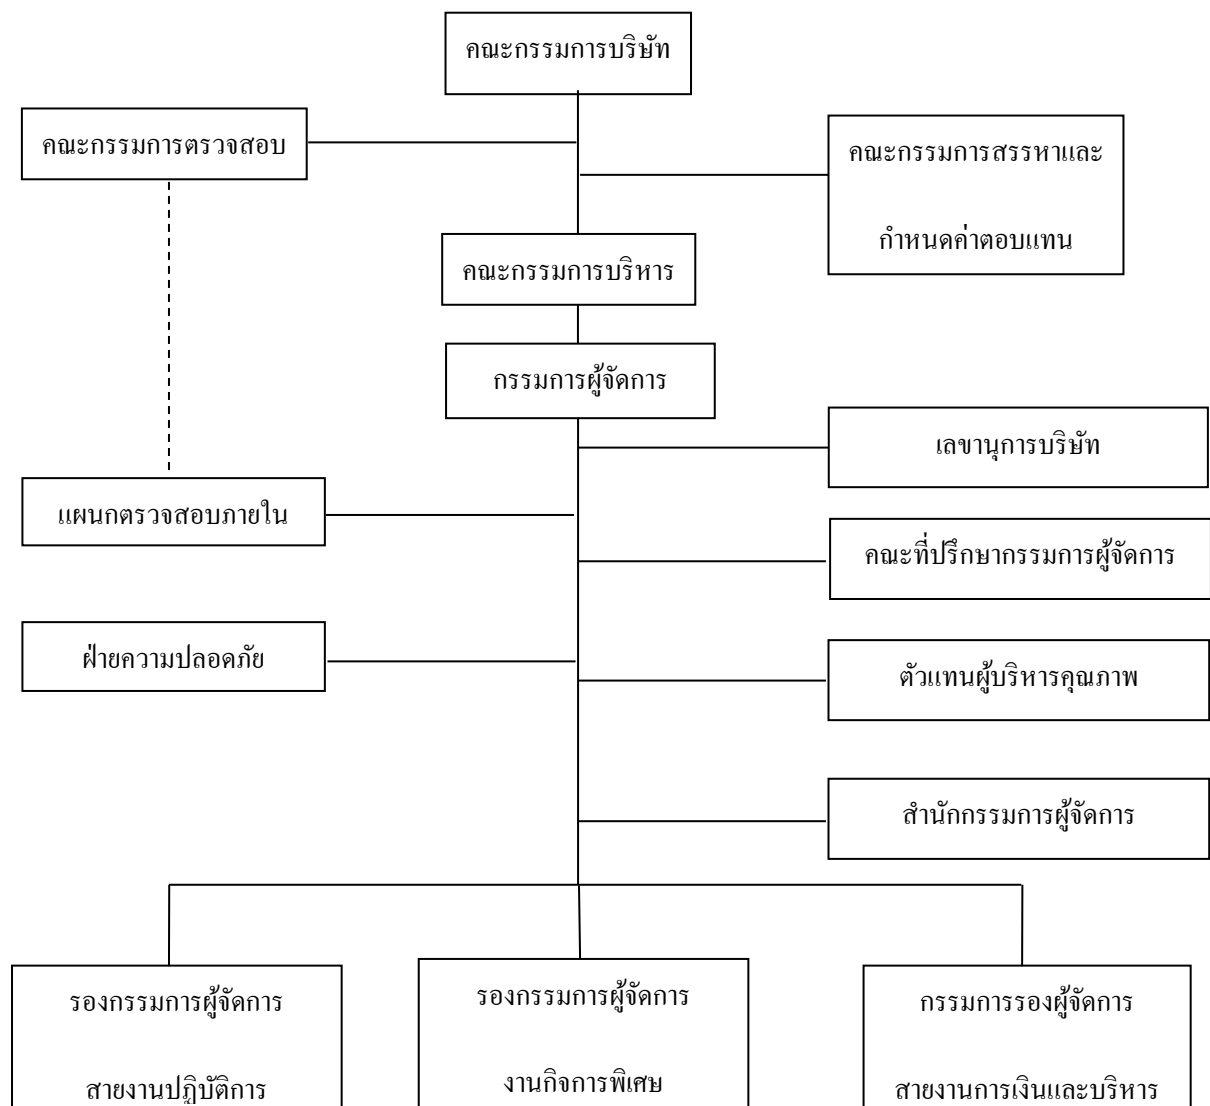 คณะกรรมการบริษัท
คณะกรรมการตรวจสอบ
คณะกรรมการสรรหาและ
กำหนดค่าตอบแทน
คณะกรรมการบริหาร
กรรมการผู้จัดการ
เลขานุการบริษัท
แผนกตรวจสอบภายใน
คณะที่ปรึกษากรรมการผู้จัดการ
ฝ่ายความปลอดภัย
ตัวแทนผู้บริหารคุณภาพ
สำนักกรรมการผู้จัดการ
รองกรรมการผู้จัดการ
สายงานปฏิบัติการ
รองกรรมการผู้จัดการ
งานกิจการพิเศษ
กรรมการรองผู้จัดการ
สายงานการเงินและบริหาร